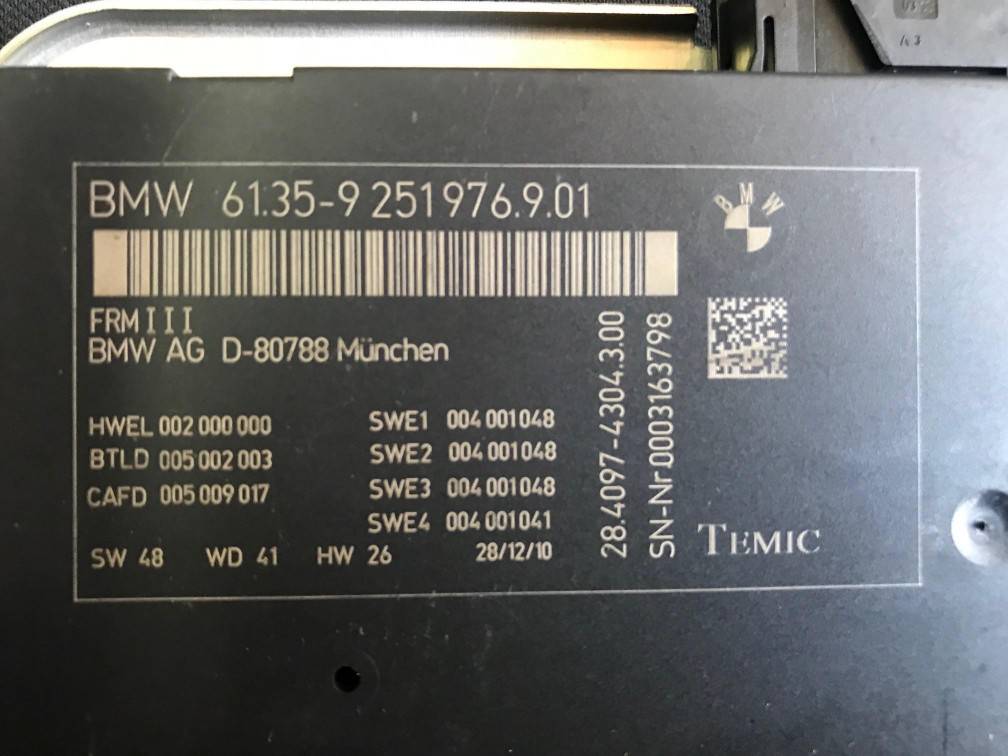 BMW 61.35-9 251976.9.01
BMW
FRM III
BMW AG D-80788 München
HWEL 002 000 000
BTLD 005 002 003
CAFD 005 009 017
SWE1 004 001048
SWE2 004 001048
SWE3 004 001048
SWE4 004 001041
SW 48 WD 41 HW 26 28/12/10
28.4097-4304.3.00
SN-Nr.0003163798
TEMIC